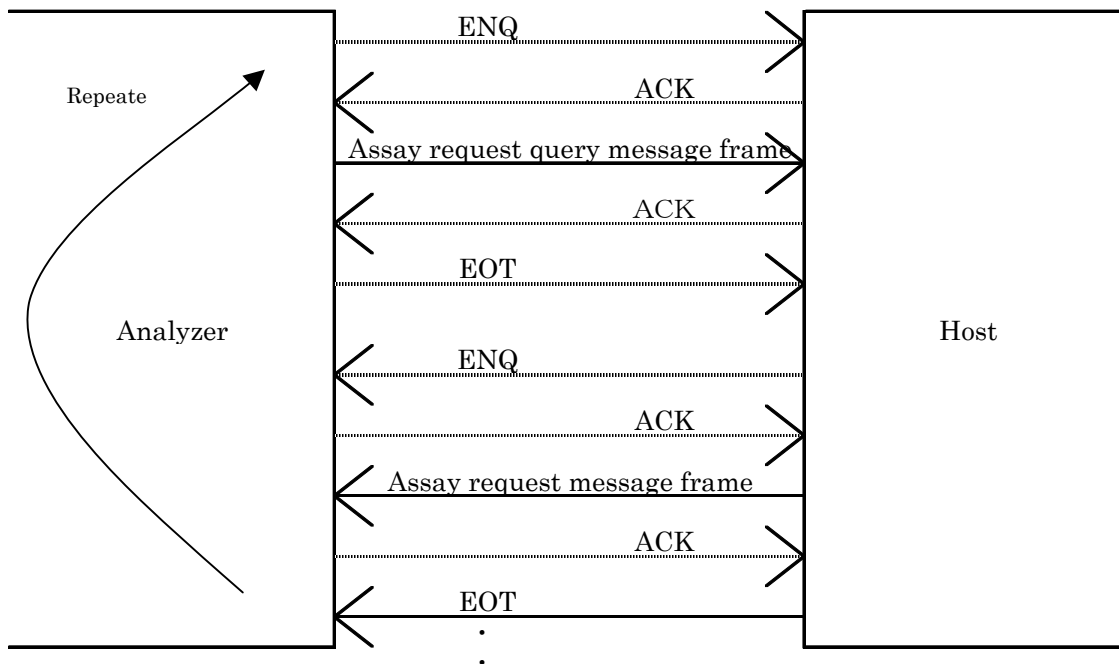 ENQ
Repeate
ACK
Assay request query message frame
ACK
EOT
Analyzer
Host
ENQ
ACK
Assay request message frame
ACK
EOT